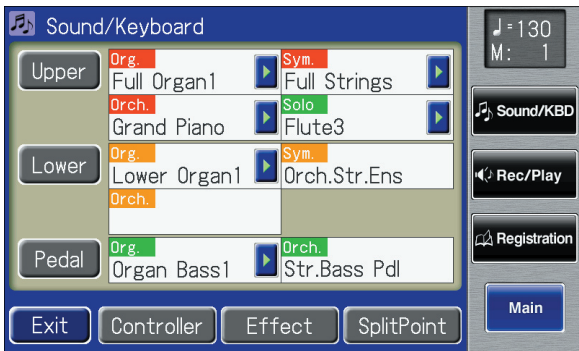 Sound/Keyboard
♩=130
M: 1
Upper
Org.
Full Organ1
Sym.
Full Strings
Orch.
Grand Piano
Solo
Flute3
Lower
Org.
Lower Organ1
Sym.
Orch.Str.Ens
Orch.
Pedal
Org.
Organ Bass1
Orch.
Str.Bass Pdl
Exit
Controller
Effect
SplitPoint
Sound/KBD
Rec/Play
Registration
Main